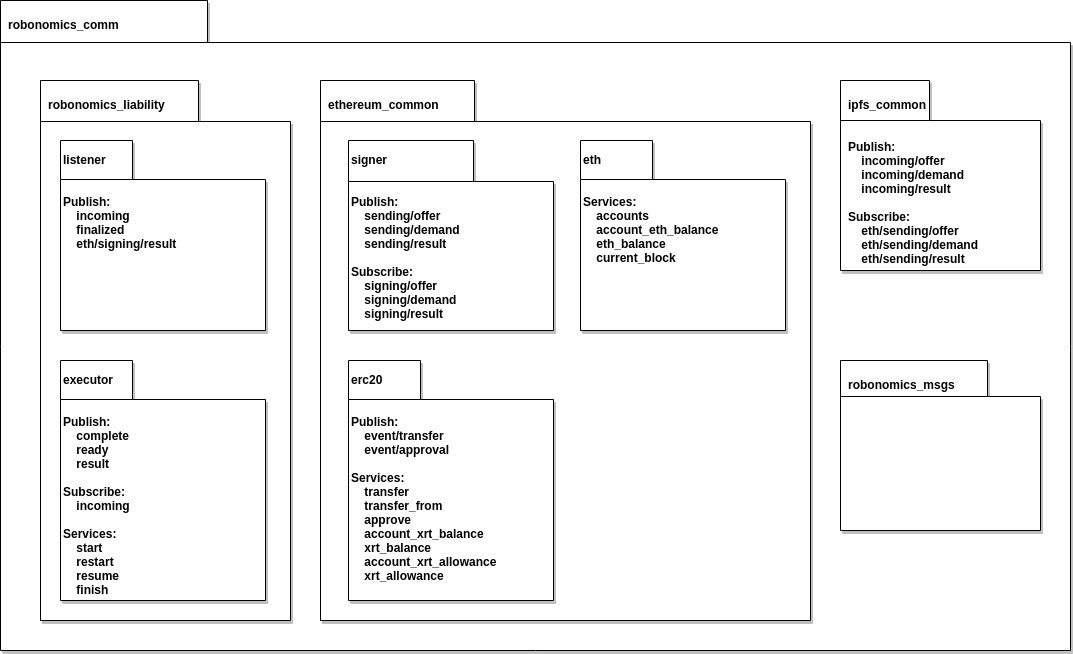 robonomics_comm
robonomics_liability
listener
Publish:
incoming
finalized
eth/signing/result
executor
Publish:
complete
ready
result
Subscribe:
incoming
Services:
start
restart
resume
finish
ethereum_common
signer
Publish:
sending/offer
sending/demand
sending/result
Subscribe:
signing/offer
signing/demand
signing/result
eth
Services:
accounts
account_eth_balance
eth_balance
current_block
erc20
Publish:
event/transfer
event/approval
Services:
transfer
transfer_from
approve
account_xrt_balance
xrt_balance
account_xrt_allowance
xrt_allowance
ipfs_common
Publish:
incoming/offer
incoming/demand
incoming/result
Subscribe:
eth/sending/offer
eth/sending/demand
eth/sending/result
robonomics_msgs